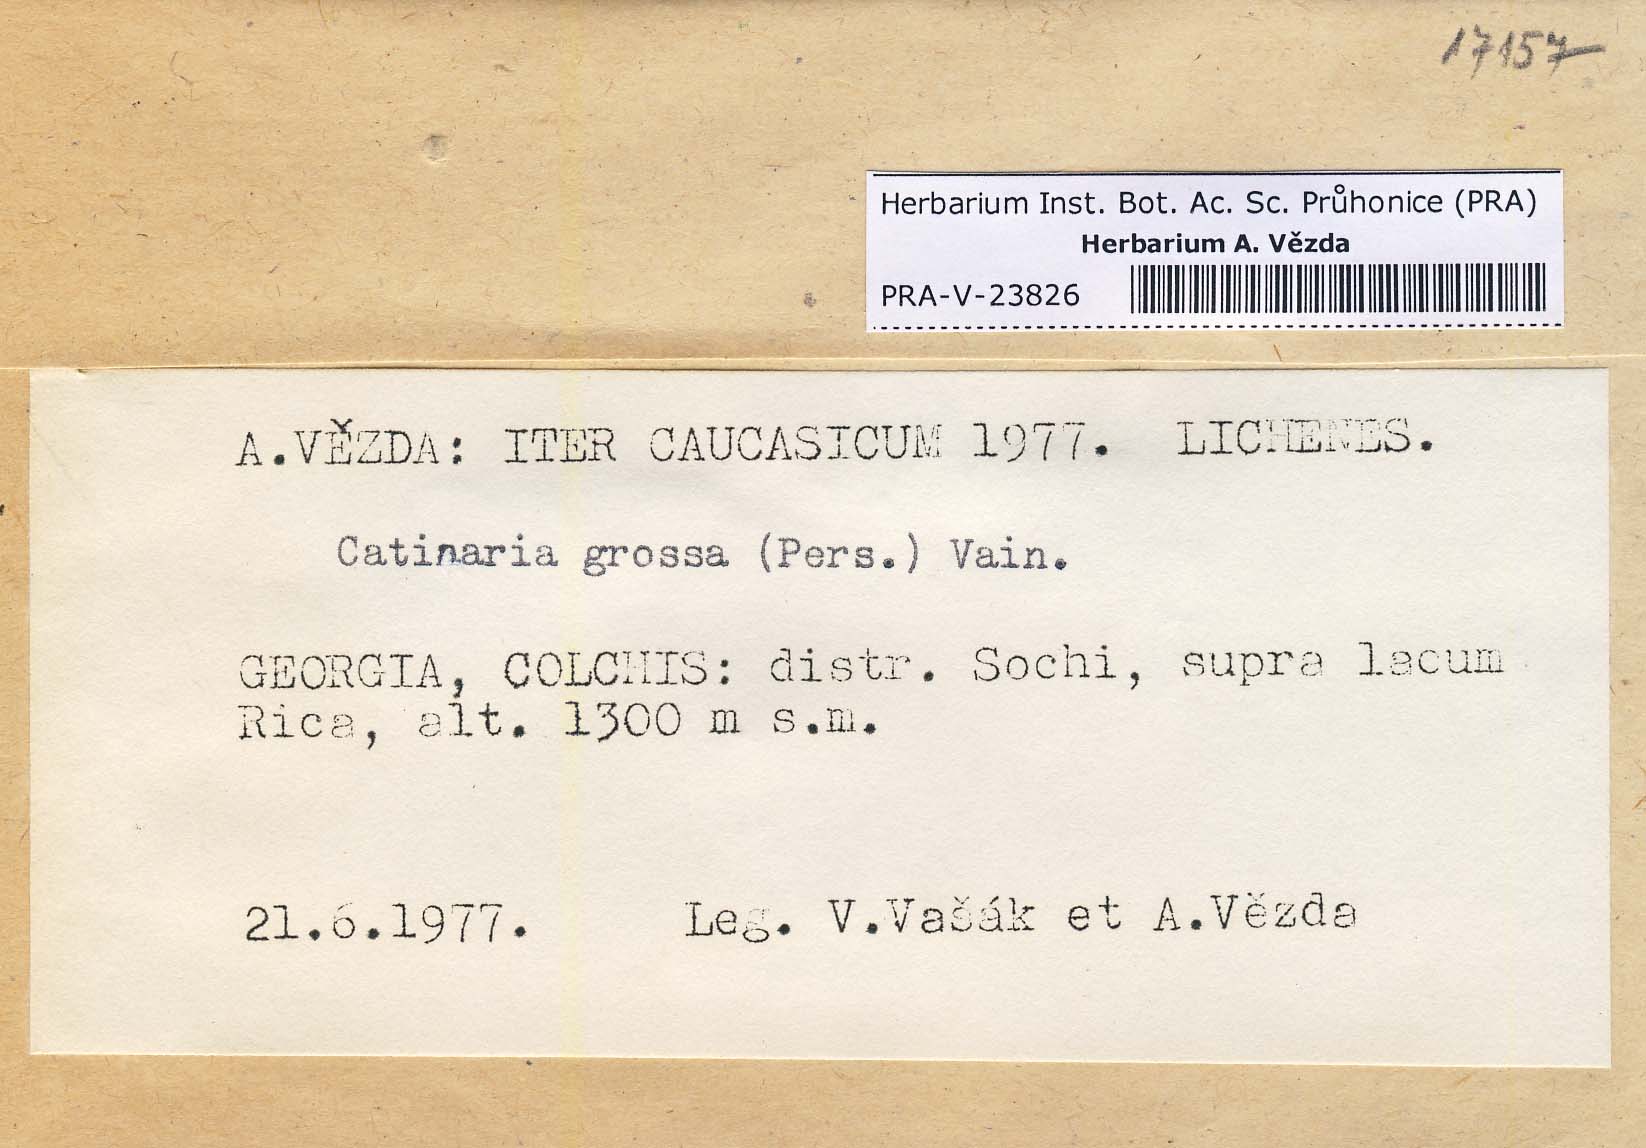 17157
Herbarium Inst. Bot. Ac. Sc. Průhonice (PRA)
Herbarium A. Vězda
PRA-V-23826
A.VĚZDA: ITER CAUCASICUM 1977. LICHENES.
Catinaria grossa (Pers.) Vain.
GEORGIA, COLCHIS: distr. Sochi, supra lacum
Rica, alt. 1300 m s.m.
21.6.1977. Leg. V.Vašák et A.Vězda